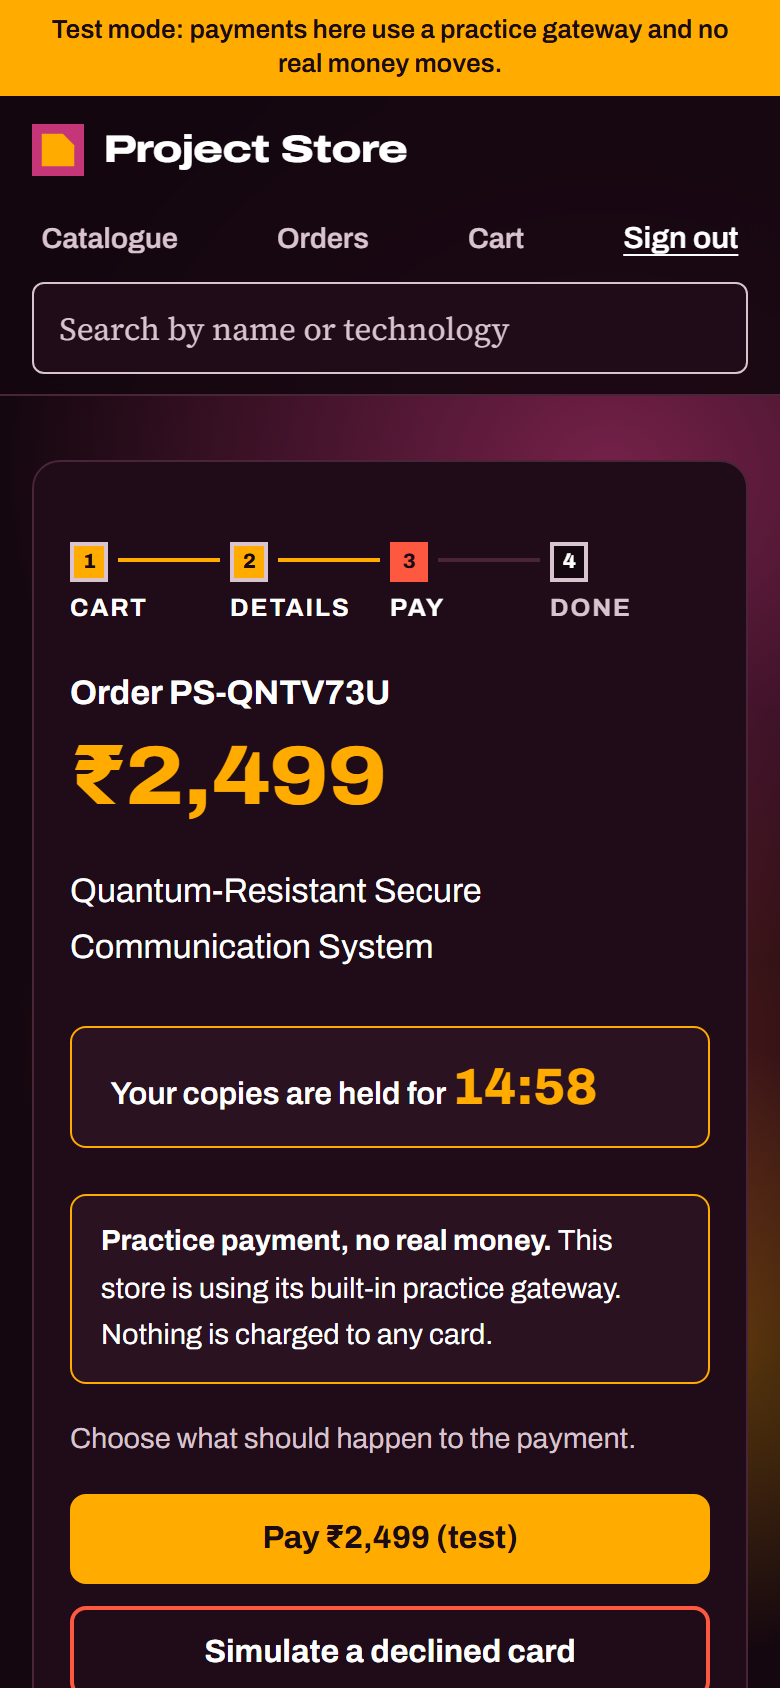 Test mode: payments here use a practice gateway and no
real money moves.
Project Store
Catalogue Orders Cart Sign out
Search by name or technology
1 2 3 4
CART DETAILS PAY DONE
Order PS-QNTV73U
₹2,499
Quantum-Resistant Secure
Communication System
Your copies are held for 14:58
Practice payment, no real money. This
store is using its built-in practice gateway.
Nothing is charged to any card.
Choose what should happen to the payment.
Pay ₹2,499 (test)
Simulate a declined card